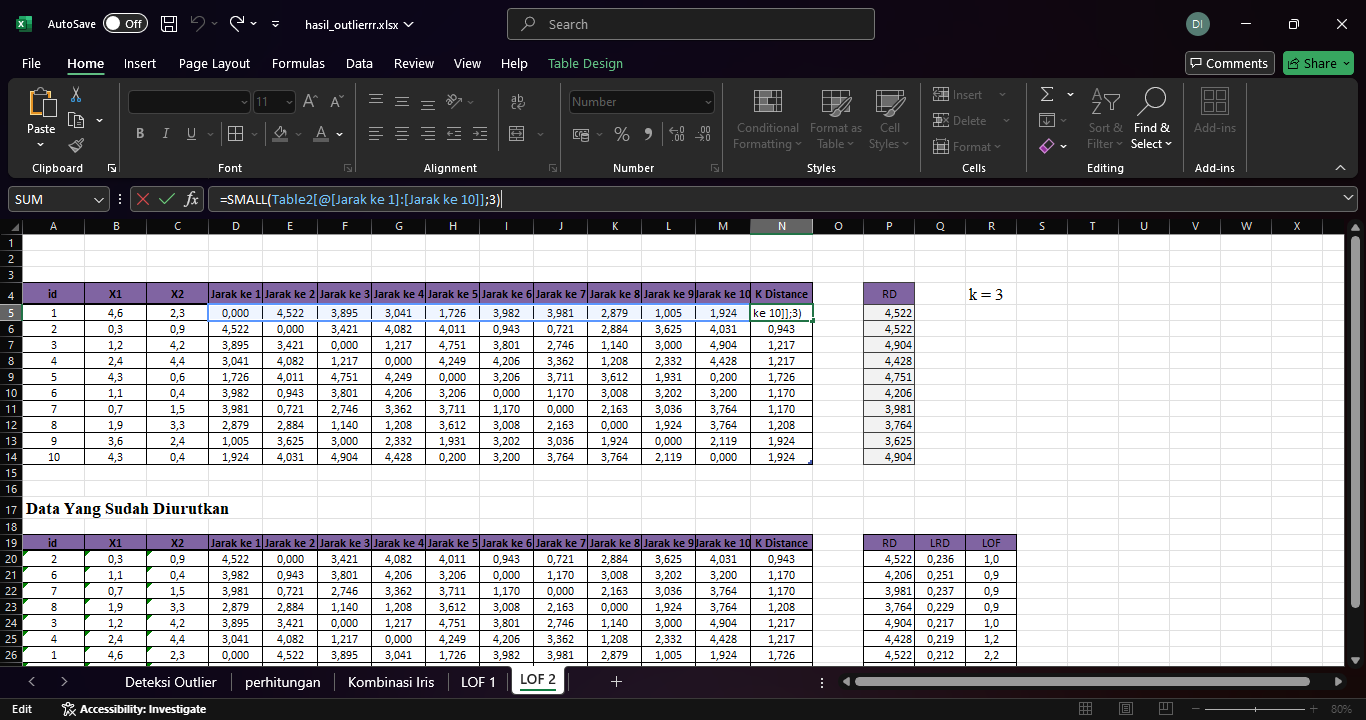 AutoSave Off hasil_outlierrr.xlsx Search DI
File Home Insert Page Layout Formulas Data Review View Help Table Design Comments Share
Paste 11 A A ab Number Conditional Formatting Format as Table Cell Styles Insert Delete Format Sort & Filter Find & Select Add-ins
B I U A % 9
Clipboard Font Alignment Number Styles Cells Editing Add-ins
SUM fx =SMALL(Table2[@[Jarak ke 1]:[Jarak ke 10]];3)
A B C D E F G H I J K L M N O P Q R S T U V W X
1
2
3
4 id X1 X2 Jarak ke 1 Jarak ke 2 Jarak ke 3 Jarak ke 4 Jarak ke 5 Jarak ke 6 Jarak ke 7 Jarak ke 8 Jarak ke 9 Jarak ke 10 K Distance RD k = 3
5 1 4,6 2,3 0,000 4,522 3,895 3,041 1,726 3,982 3,981 2,879 1,005 1,924 ke 10]];3) 4,522
6 2 0,3 0,9 4,522 0,000 3,421 4,082 4,011 0,943 0,721 2,884 3,625 4,031 0,943 4,522
7 3 1,2 4,2 3,895 3,421 0,000 1,217 4,751 3,801 2,746 1,140 3,000 4,904 1,217 4,904
8 4 2,4 4,4 3,041 4,082 1,217 0,000 4,249 4,206 3,362 1,208 2,332 4,428 1,217 4,428
9 5 4,3 0,6 1,726 4,011 4,751 4,249 0,000 3,206 3,711 3,612 1,931 0,200 1,726 4,751
10 6 1,1 0,4 3,982 0,943 3,801 4,206 3,206 0,000 1,170 3,008 3,202 3,200 1,170 4,206
11 7 0,7 1,5 3,981 0,721 2,746 3,362 3,711 1,170 0,000 2,163 3,036 3,764 1,170 3,981
12 8 1,9 3,3 2,879 2,884 1,140 1,208 3,612 3,008 2,163 0,000 1,924 3,764 1,208 3,764
13 9 3,6 2,4 1,005 3,625 3,000 2,332 1,931 3,202 3,036 1,924 0,000 2,119 1,924 3,625
14 10 4,3 0,4 1,924 4,031 4,904 4,428 0,200 3,200 3,764 3,764 2,119 0,000 1,924 4,904
15
16
17 Data Yang Sudah Diurutkan
18
19 id X1 X2 Jarak ke 1 Jarak ke 2 Jarak ke 3 Jarak ke 4 Jarak ke 5 Jarak ke 6 Jarak ke 7 Jarak ke 8 Jarak ke 9 Jarak ke 10 K Distance RD LRD LOF
20 2 0,3 0,9 4,522 0,000 3,421 4,082 4,011 0,943 0,721 2,884 3,625 4,031 0,943 4,522 0,236 1,0
21 6 1,1 0,4 3,982 0,943 3,801 4,206 3,206 0,000 1,170 3,008 3,202 3,200 1,170 4,206 0,251 0,9
22 7 0,7 1,5 3,981 0,721 2,746 3,362 3,711 1,170 0,000 2,163 3,036 3,764 1,170 3,981 0,237 0,9
23 8 1,9 3,3 2,879 2,884 1,140 1,208 3,612 3,008 2,163 0,000 1,924 3,764 1,208 3,764 0,229 0,9
24 3 1,2 4,2 3,895 3,421 0,000 1,217 4,751 3,801 2,746 1,140 3,000 4,904 1,217 4,904 0,217 1,0
25 4 2,4 4,4 3,041 4,082 1,217 0,000 4,249 4,206 3,362 1,208 2,332 4,428 1,217 4,428 0,219 1,2
26 1 4,6 2,3 0,000 4,522 3,895 3,041 1,726 3,982 3,981 2,879 1,005 1,924 1,726 4,522 0,212 2,2
Deteksi Outlier perhitungan Kombinasi Iris LOF 1 LOF 2
Edit Accessibility: Investigate 80%